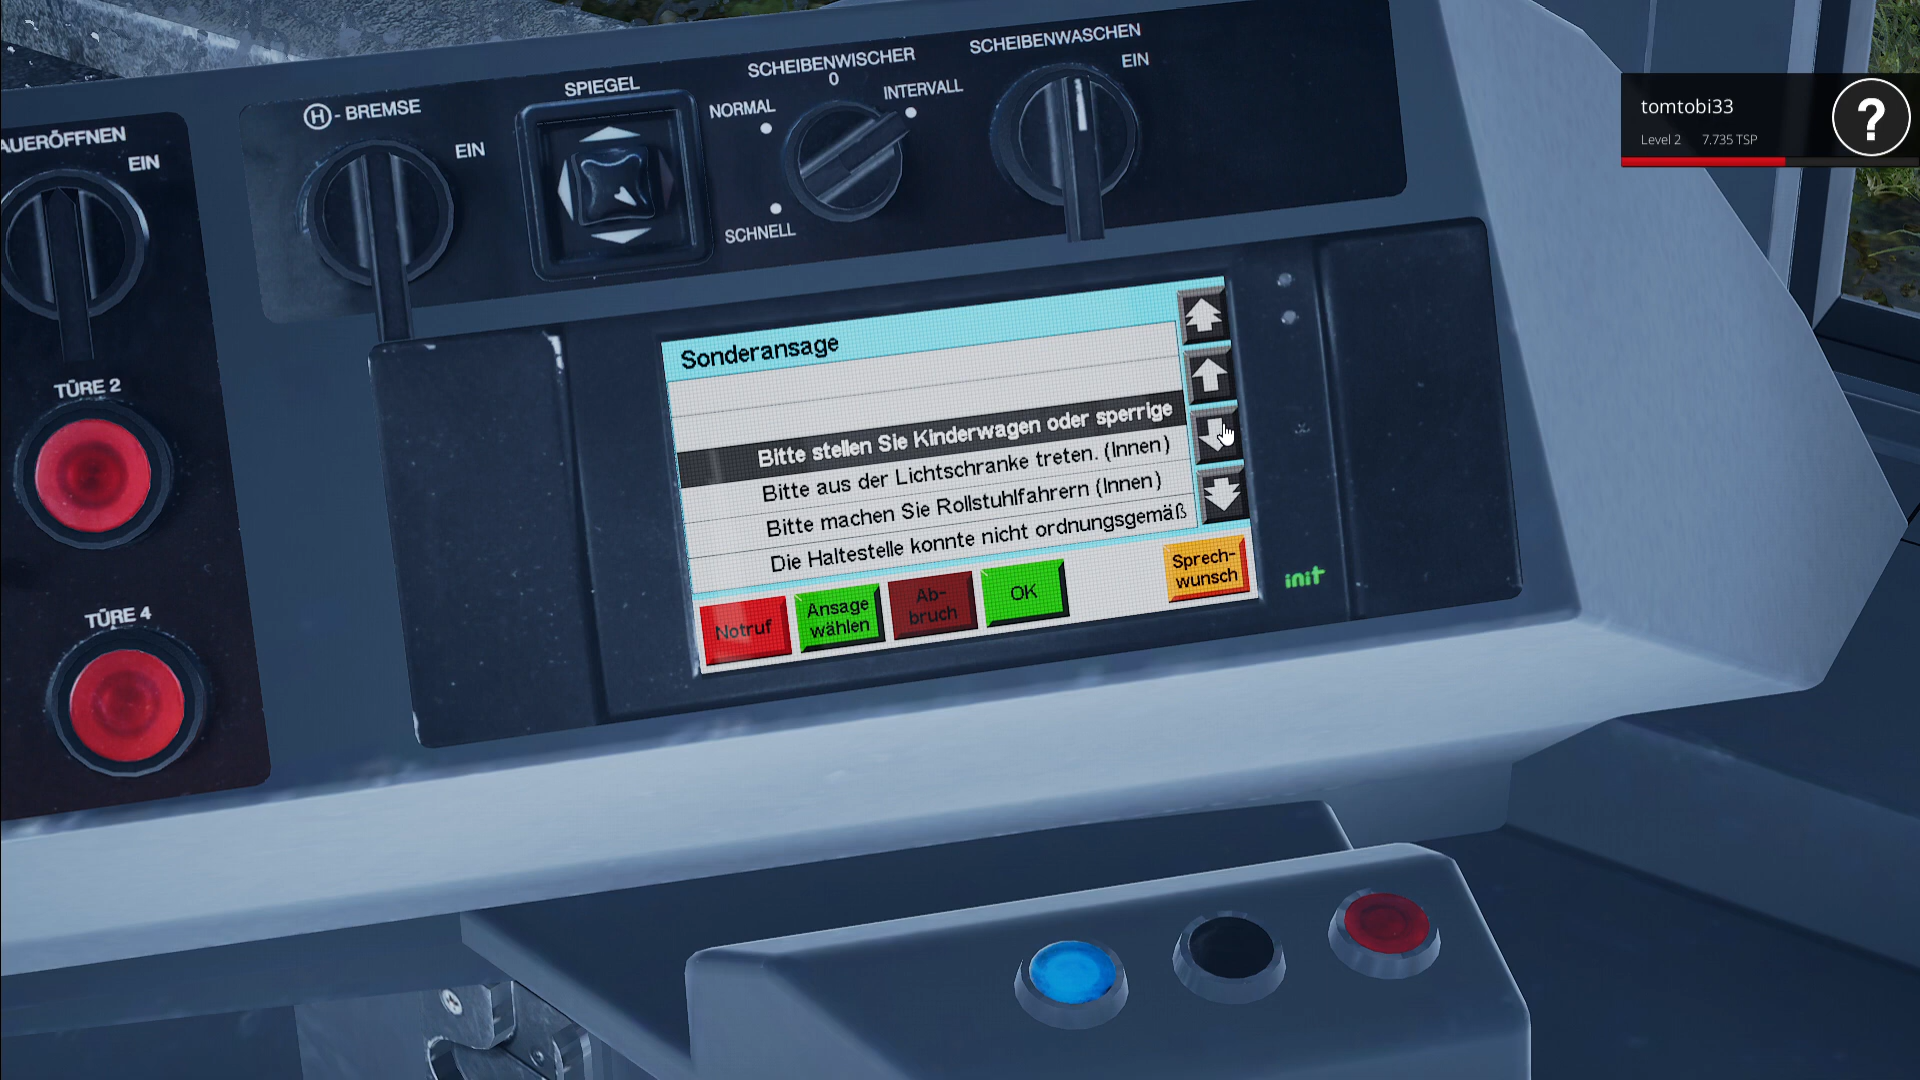 AUERÖFFNEN
EIN
H - BREMSE
EIN
SPIEGEL
SCHEIBENWISCHER
0
NORMAL
INTERVALL
SCHNELL
SCHEIBENWASCHEN
EIN
tomtobi33
Level 2 7.735 TSP
?
TÜRE 2
TÜRE 4
Sonderansage
Bitte stellen Sie Kinderwagen oder sperrige
Bitte aus der Lichtschranke treten. (Innen)
Bitte machen Sie Rollstuhlfahrern (Innen)
Die Haltestelle konnte nicht ordnungsgemäß
Notruf
Ansage
wählen
Ab-
bruch
OK
Sprech-
wunsch
init